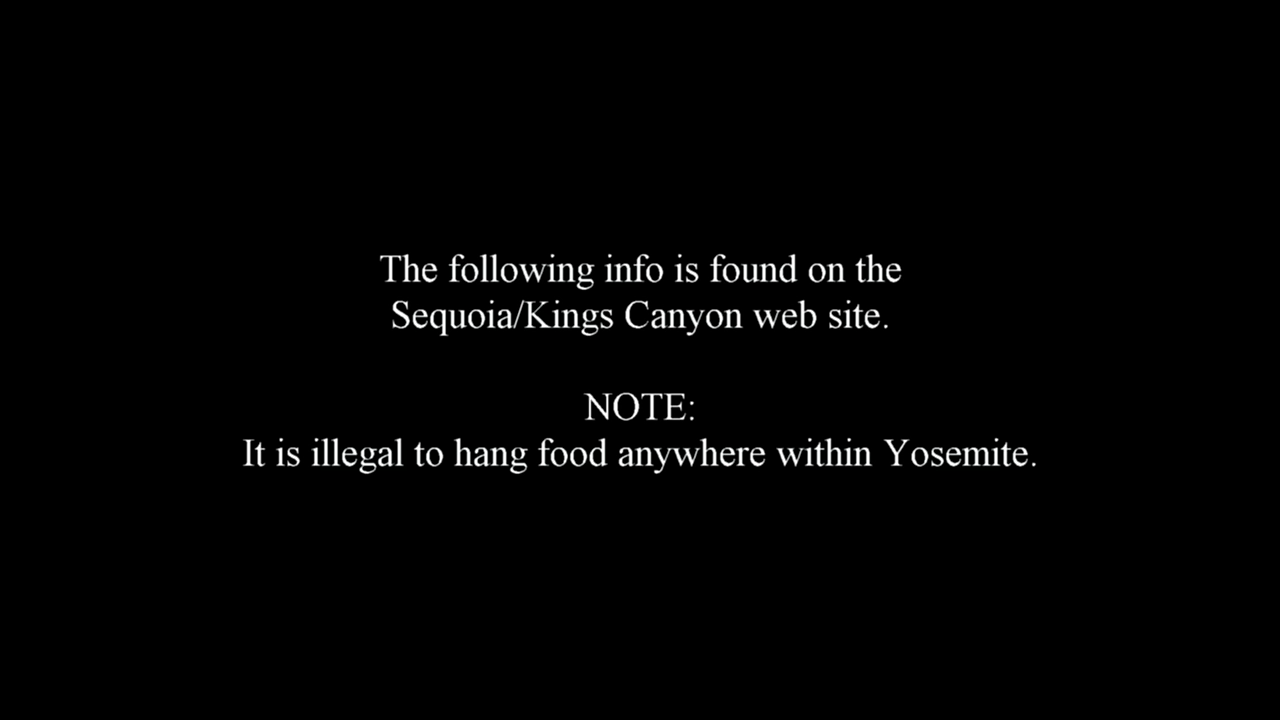 The following info is found on the
Sequoia/Kings Canyon web site.
NOTE:
It is illegal to hang food anywhere within Yosemite.